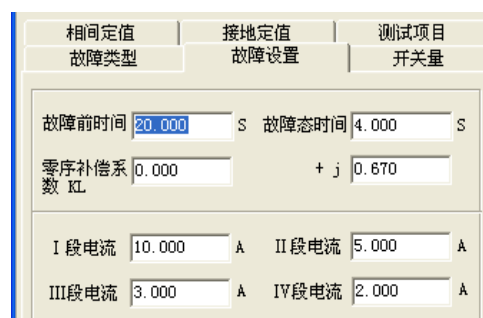 相间定值 接地定值 测试项目
故障类型 故障设置 开关量
故障前时间 20.000 S 故障态时间 4.000 S
零序补偿系 0.000 + j 0.670
数 KL
I 段电流 10.000 A II段电流 5.000 A
III段电流 3.000 A IV段电流 2.000 A